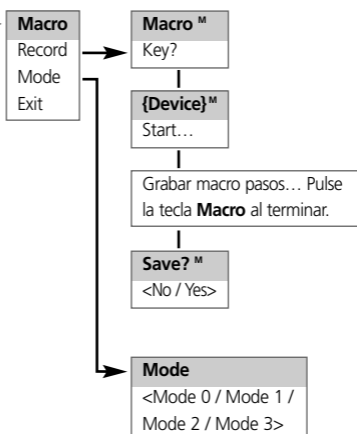 Macro
Record
Mode
Exit
Macro ᴹ
Key?
{Device}ᴹ
Start…
Grabar macro pasos… Pulse
la tecla Macro al terminar.
Save? ᴹ
<No / Yes>
Mode
<Mode 0 / Mode 1 /
Mode 2 / Mode 3>